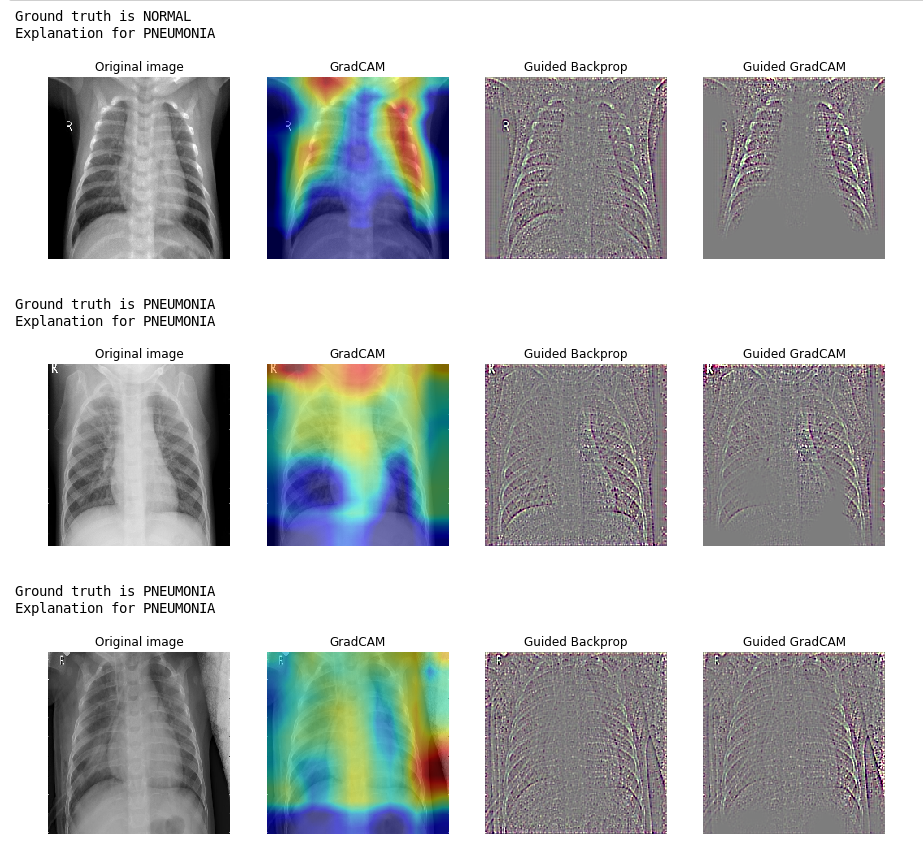 Ground truth is NORMAL
Explanation for PNEUMONIA
Original image GradCAM Guided Backprop Guided GradCAM
R R R R
Ground truth is PNEUMONIA
Explanation for PNEUMONIA
Original image GradCAM Guided Backprop Guided GradCAM
Ground truth is PNEUMONIA
Explanation for PNEUMONIA
Original image GradCAM Guided Backprop Guided GradCAM
R R R R